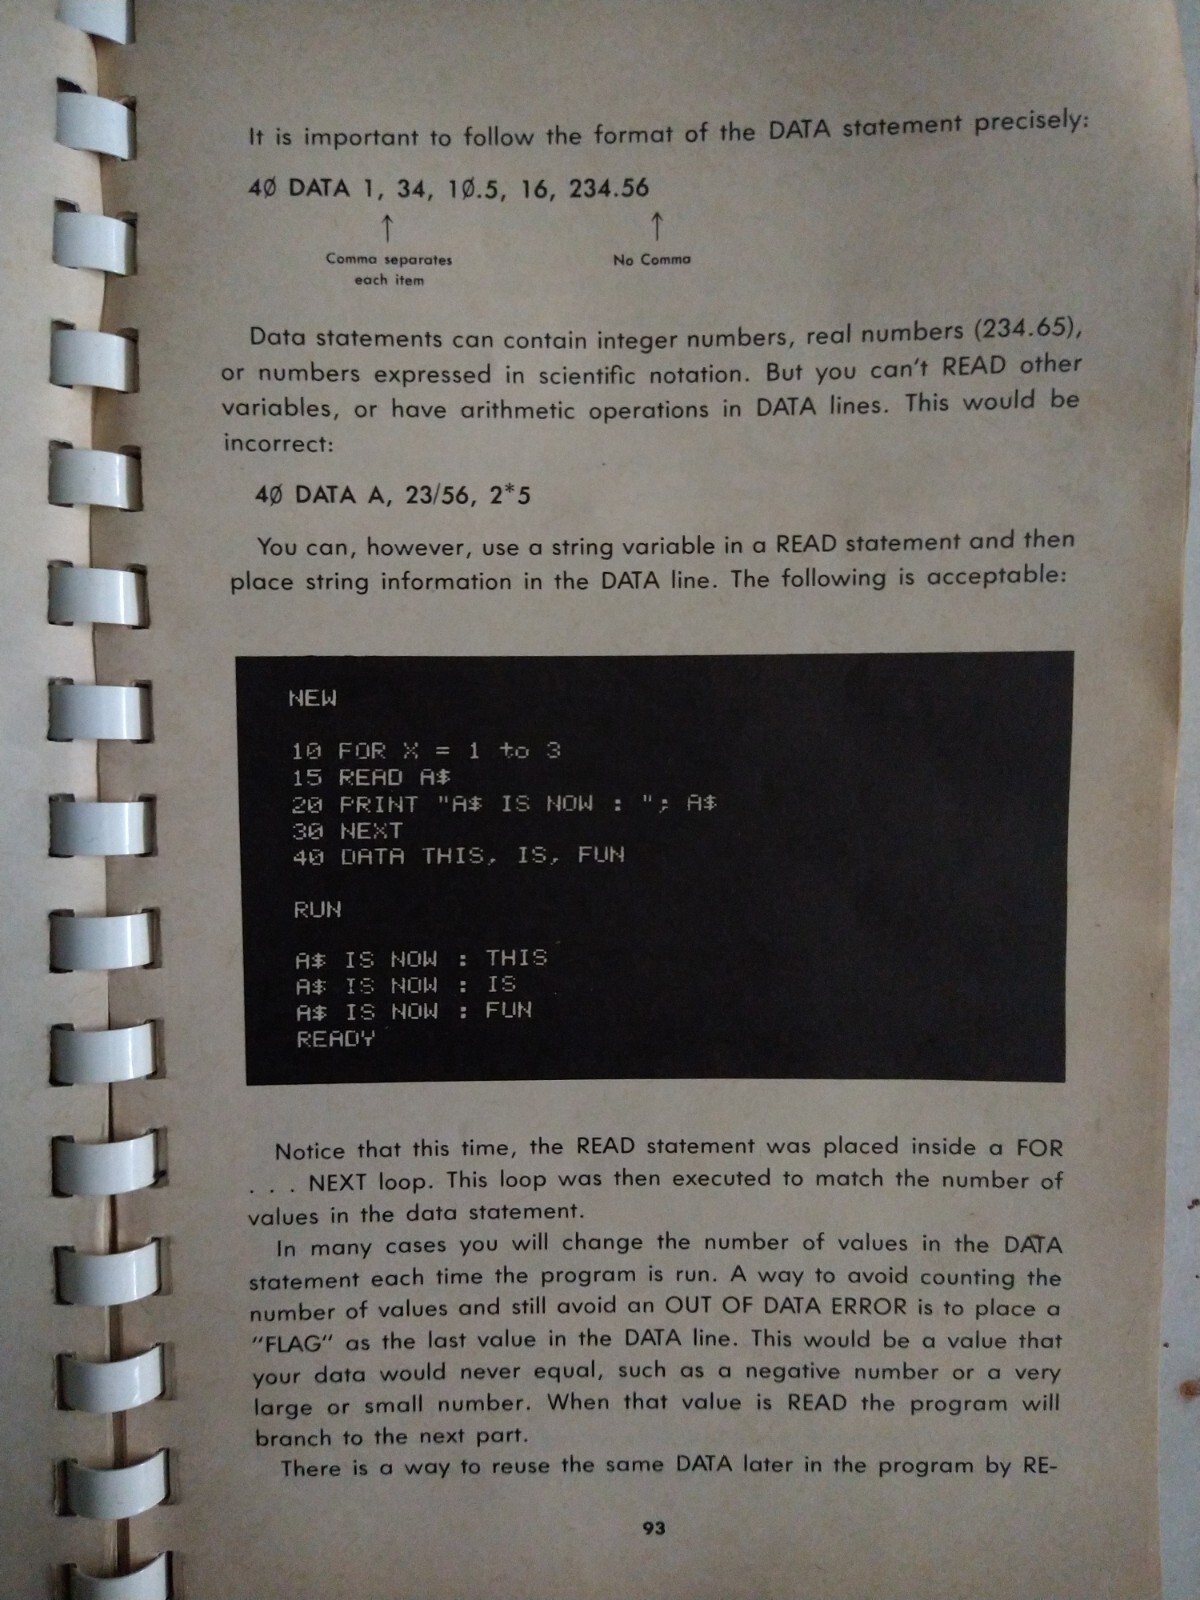 It is important to follow the format of the DATA statement precisely:
4Ø DATA 1, 34, 1Ø.5, 16, 234.56
↑ ↑
Comma separates No Comma
each item
Data statements can contain integer numbers, real numbers (234.65),
or numbers expressed in scientific notation. But you can't READ other
variables, or have arithmetic operations in DATA lines. This would be
incorrect:
4Ø DATA A, 23/56, 2*5
You can, however, use a string variable in a READ statement and then
place string information in the DATA line. The following is acceptable:
NEW
10 FOR X = 1 to 3
15 READ A$
20 PRINT "A$ IS NOW : "; A$
30 NEXT
40 DATA THIS, IS, FUN
RUN
A$ IS NOW : THIS
A$ IS NOW : IS
A$ IS NOW : FUN
READY
Notice that this time, the READ statement was placed inside a FOR
. . . NEXT loop. This loop was then executed to match the number of
values in the data statement.
In many cases you will change the number of values in the DATA
statement each time the program is run. A way to avoid counting the
number of values and still avoid an OUT OF DATA ERROR is to place a
"FLAG" as the last value in the DATA line. This would be a value that
your data would never equal, such as a negative number or a very
large or small number. When that value is READ the program will
branch to the next part.
There is a way to reuse the same DATA later in the program by RE-
93